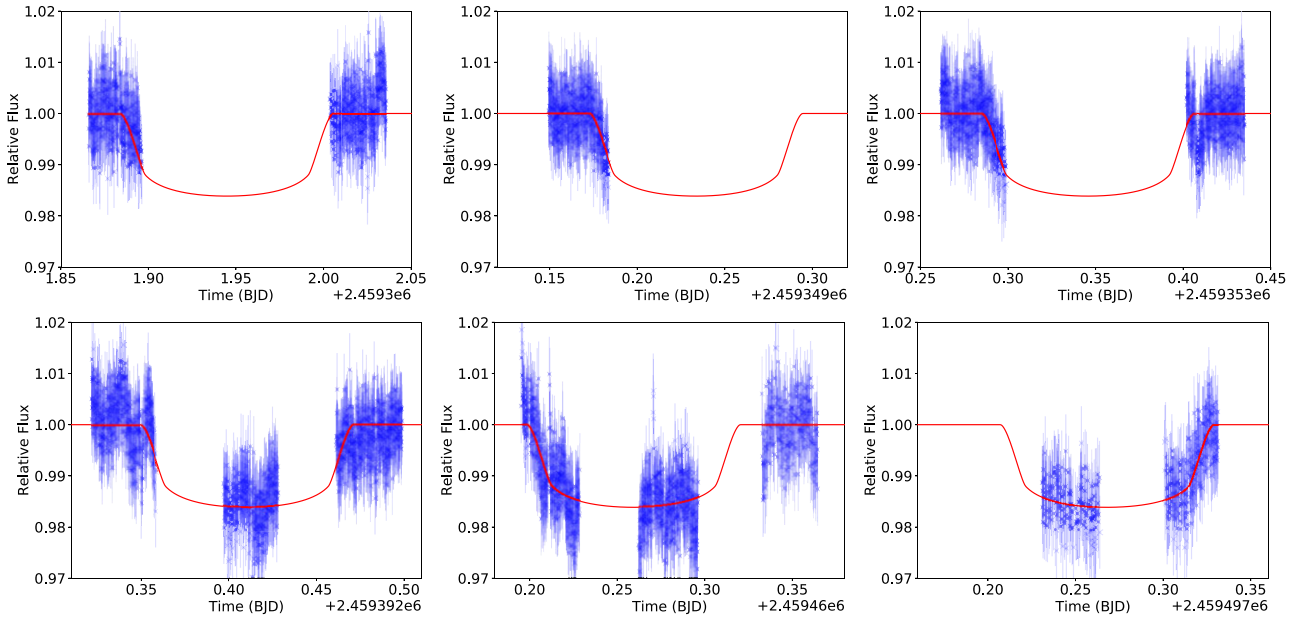 1.02
1.01
1.00
0.99
0.98
0.97
Relative Flux
1.85 1.90 1.95 2.00 2.05
Time (BJD) +2.4593e6
1.02
1.01
1.00
0.99
0.98
0.97
Relative Flux
0.15 0.20 0.25 0.30
Time (BJD) +2.459349e6
1.02
1.01
1.00
0.99
0.98
0.97
Relative Flux
0.25 0.30 0.35 0.40 0.45
Time (BJD) +2.459353e6
1.02
1.01
1.00
0.99
0.98
0.97
Relative Flux
0.35 0.40 0.45 0.50
Time (BJD) +2.459392e6
1.02
1.01
1.00
0.99
0.98
0.97
Relative Flux
0.20 0.25 0.30 0.35
Time (BJD) +2.45946e6
1.02
1.01
1.00
0.99
0.98
0.97
Relative Flux
0.20 0.25 0.30 0.35
Time (BJD) +2.459497e6